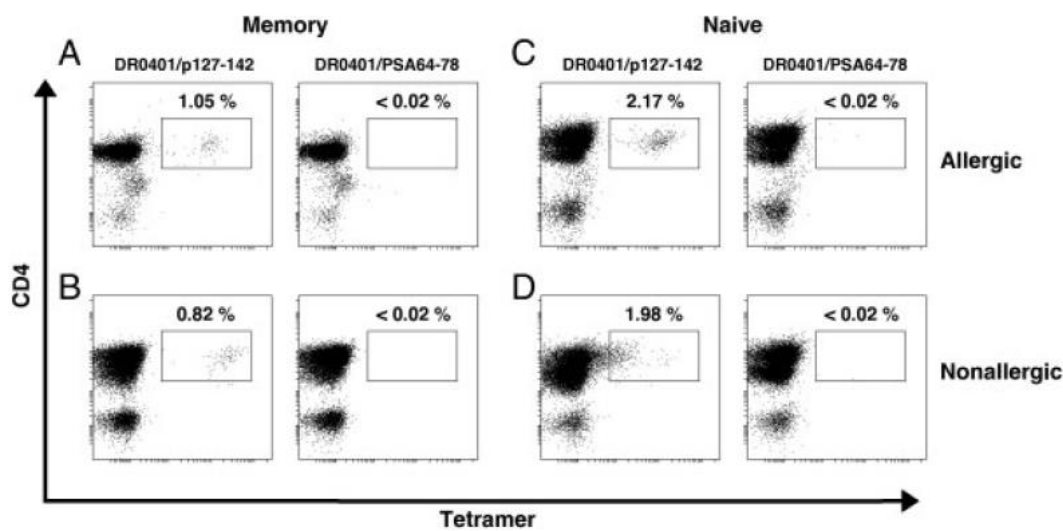 Memory
Naive
A
DR0401/p127-142
DR0401/PSA64-78
C
DR0401/p127-142
DR0401/PSA64-78
1.05 %
< 0.02 %
2.17 %
< 0.02 %
Allergic
CD4
B
0.82 %
< 0.02 %
D
1.98 %
< 0.02 %
Nonallergic
Tetramer